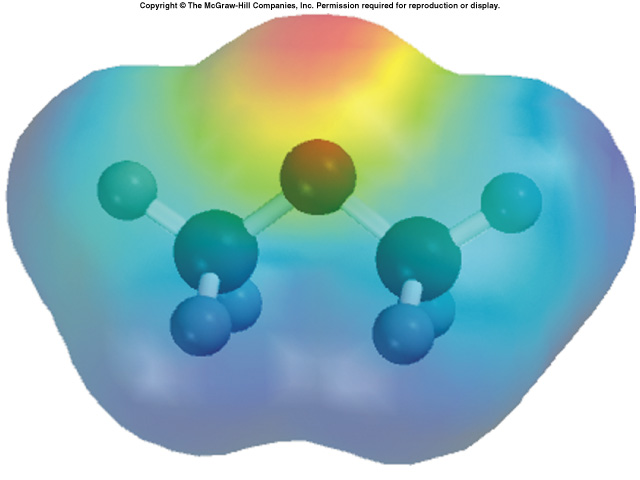 Copyright © The McGraw-Hill Companies, Inc. Permission required for reproduction or display.